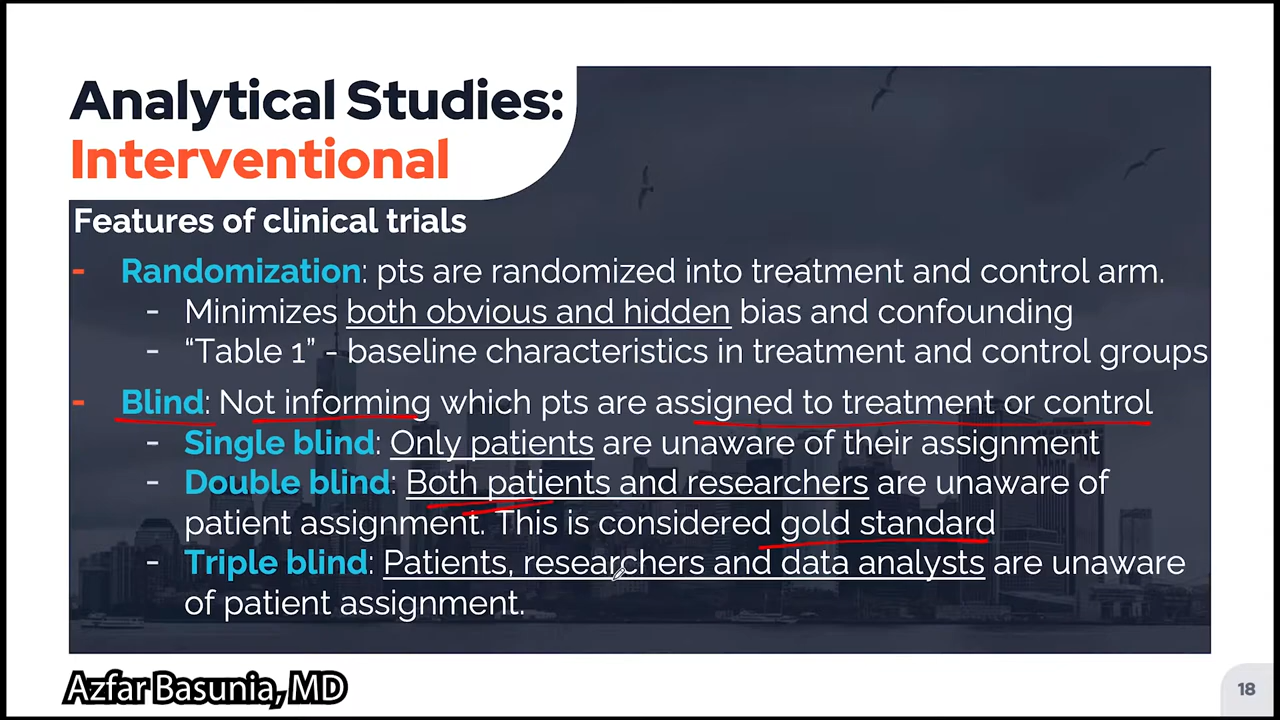 Analytical Studies:
Interventional
Features of clinical trials
- Randomization: pts are randomized into treatment and control arm.
- Minimizes both obvious and hidden bias and confounding
- “Table 1” - baseline characteristics in treatment and control groups
- Blind: Not informing which pts are assigned to treatment or control
- Single blind: Only patients are unaware of their assignment
- Double blind: Both patients and researchers are unaware of
patient assignment. This is considered gold standard
- Triple blind: Patients, researchers and data analysts are unaware
of patient assignment.
Azfar Basunia, MD
18